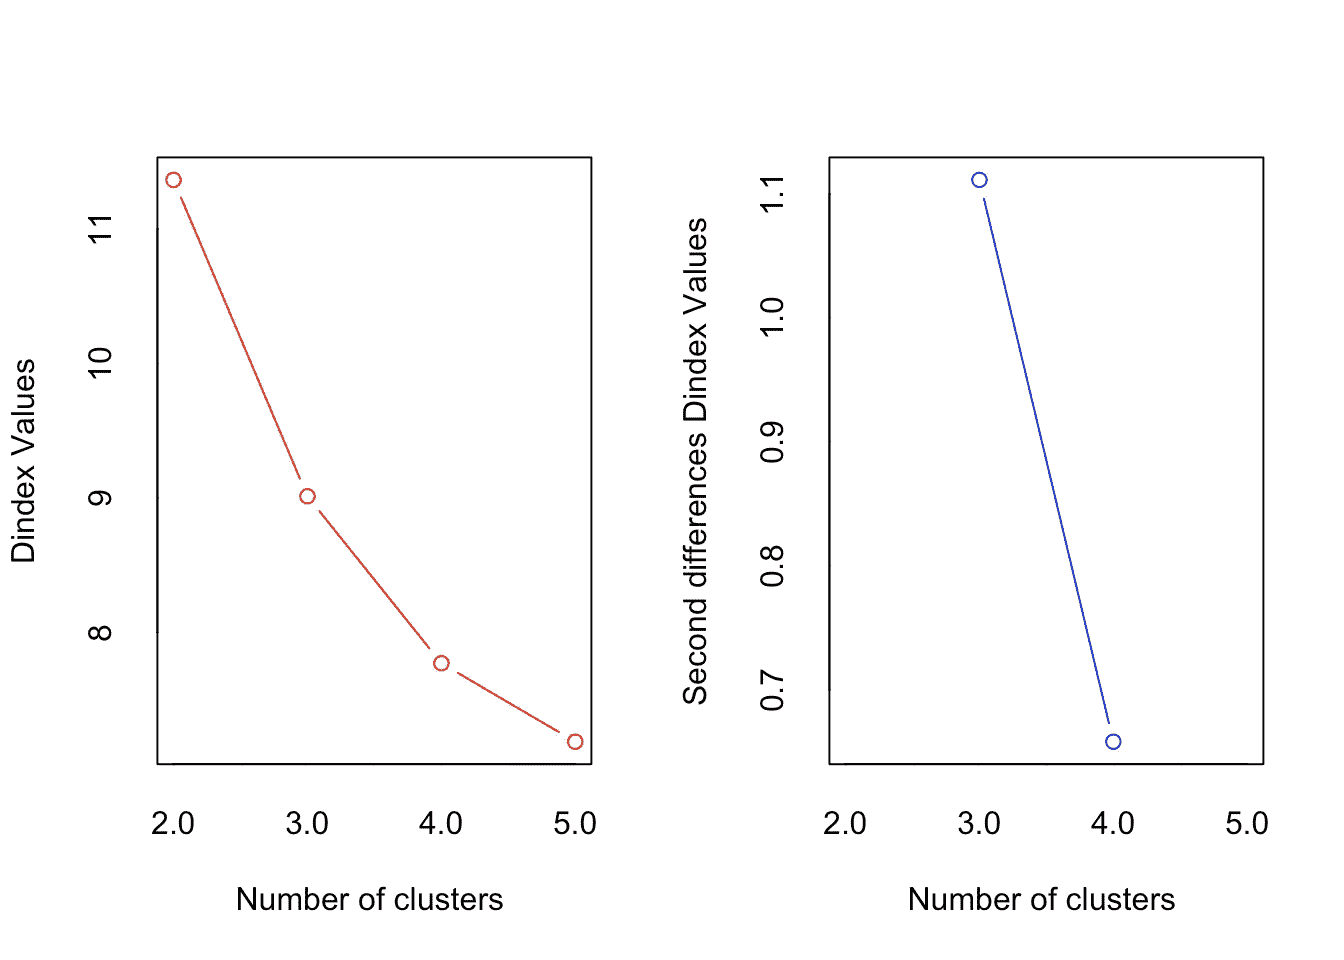 Dindex Values
11
10
9
8
2.0 3.0 4.0 5.0
Number of clusters
Second differences Dindex Values
1.1
1.0
0.9
0.8
0.7
2.0 3.0 4.0 5.0
Number of clusters